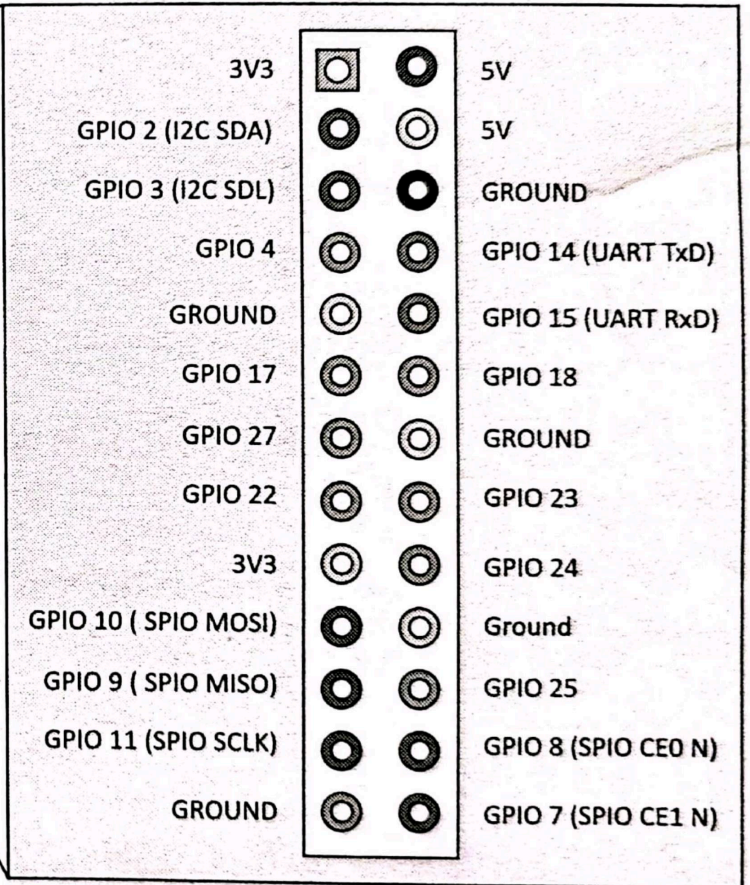 3V3 5V
GPIO 2 (I2C SDA) 5V
GPIO 3 (I2C SDL) GROUND
GPIO 4 GPIO 14 (UART TxD)
GROUND GPIO 15 (UART RxD)
GPIO 17 GPIO 18
GPIO 27 GROUND
GPIO 22 GPIO 23
3V3 GPIO 24
GPIO 10 ( SPIO MOSI) Ground
GPIO 9 ( SPIO MISO) GPIO 25
GPIO 11 (SPIO SCLK) GPIO 8 (SPIO CE0 N)
GROUND GPIO 7 (SPIO CE1 N)